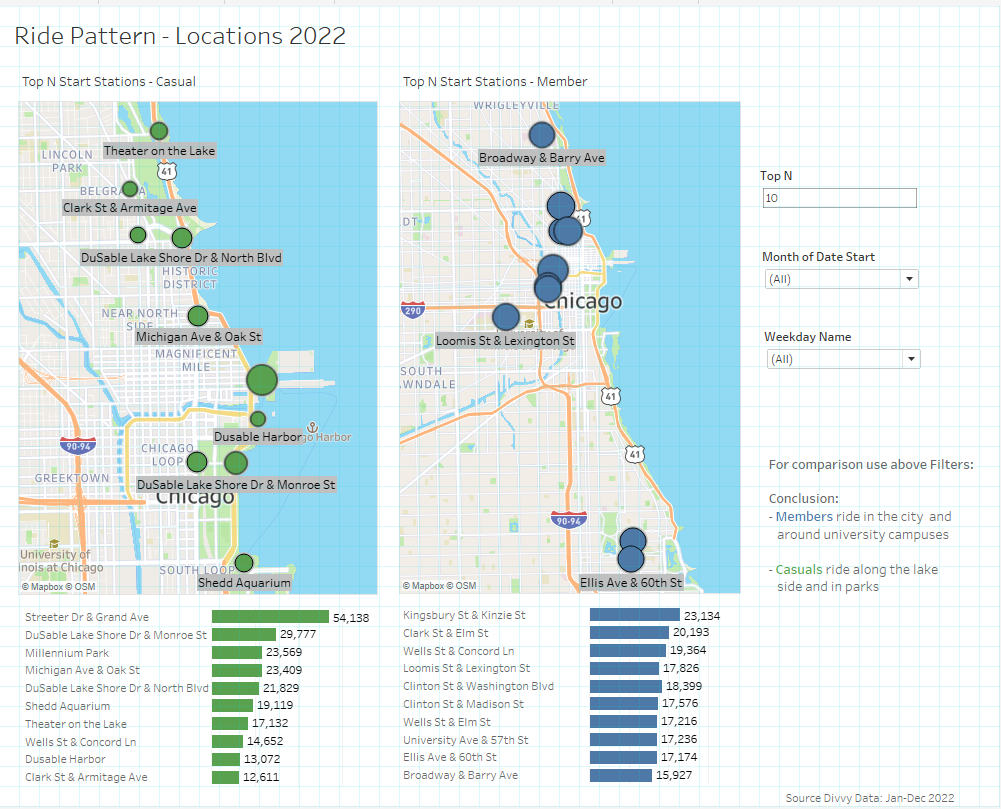 Ride Pattern - Locations 2022
Top N Start Stations - Casual
Theater on the Lake
LINCOLN
PARK
41
Clark St & Armitage Ave
DuSable Lake Shore Dr & North Blvd
HISTORIC
DISTRICT
NEAR NORTH
SIDE
Michigan Ave & Oak St
MAGNIFICENT
MILE
Dusable Harbor
go Harbor
90-94
CHICAGO
LOOP
DuSable Lake Shore Dr & Monroe St
GREEKTOWN
Chicago
University of
nois at Chicago
SOUTH LOOP
Shedd Aquarium
© Mapbox © OSM
Top N Start Stations - Member
WRIGLEYVILLE
Broadway & Barry Ave
DT
41
Chicago
290
University of
Loomis St & Lexington St
SOUTH
WNDALE
41
41
90-94
Ellis Ave & 60th St
© Mapbox © OSM
Top N
10
Month of Date Start
(All)
Weekday Name
(All)
For comparison use above Filters:
Conclusion:
- Members ride in the city and
around university campuses
- Casuals ride along the lake
side and in parks
Streeter Dr & Grand Ave 54,138
DuSable Lake Shore Dr & Monroe St 29,777
Millennium Park 23,569
Michigan Ave & Oak St 23,409
DuSable Lake Shore Dr & North Blvd 21,829
Shedd Aquarium 19,119
Theater on the Lake 17,132
Wells St & Concord Ln 14,652
Dusable Harbor 13,072
Clark St & Armitage Ave 12,611
Kingsbury St & Kinzie St 23,134
Clark St & Elm St 20,193
Wells St & Concord Ln 19,364
Loomis St & Lexington St 17,826
Clinton St & Washington Blvd 18,399
Clinton St & Madison St 17,576
Wells St & Elm St 17,216
University Ave & 57th St 17,236
Ellis Ave & 60th St 17,174
Broadway & Barry Ave 15,927
Source Divvy Data: Jan-Dec 2022